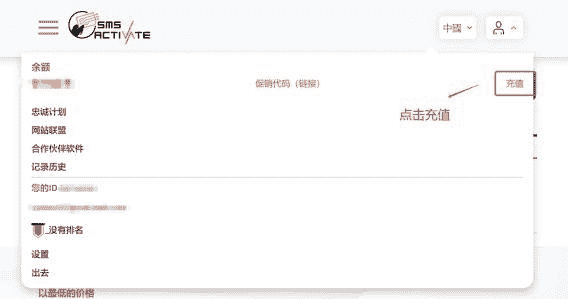 SMS
ACTIVATE
中國
余额
促销代码（链接）
充值
点击充值
忠诚计划
网站联盟
合作伙伴软件
记录历史
您的ID
没有排名
设置
出去
以最低的价格